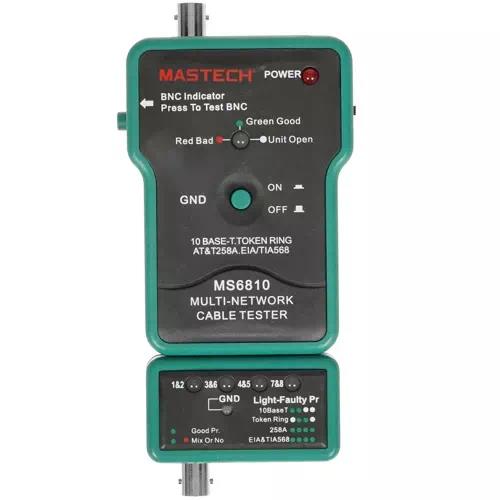 MASTECH® POWER
BNC Indicator
Press To Test BNC
Green Good
Red Bad Unit Open
GND
ON
OFF
10 BASE-T.TOKEN RING
AT&T258A.EIA/TIA568
MS6810
MULTI-NETWORK
CABLE TESTER
1&2 3&6 4&5 7&8
GND
Light-Faulty Pr
10BaseT
Token Ring
Good Pr. 258A
Mix Or No EIA&TIA568